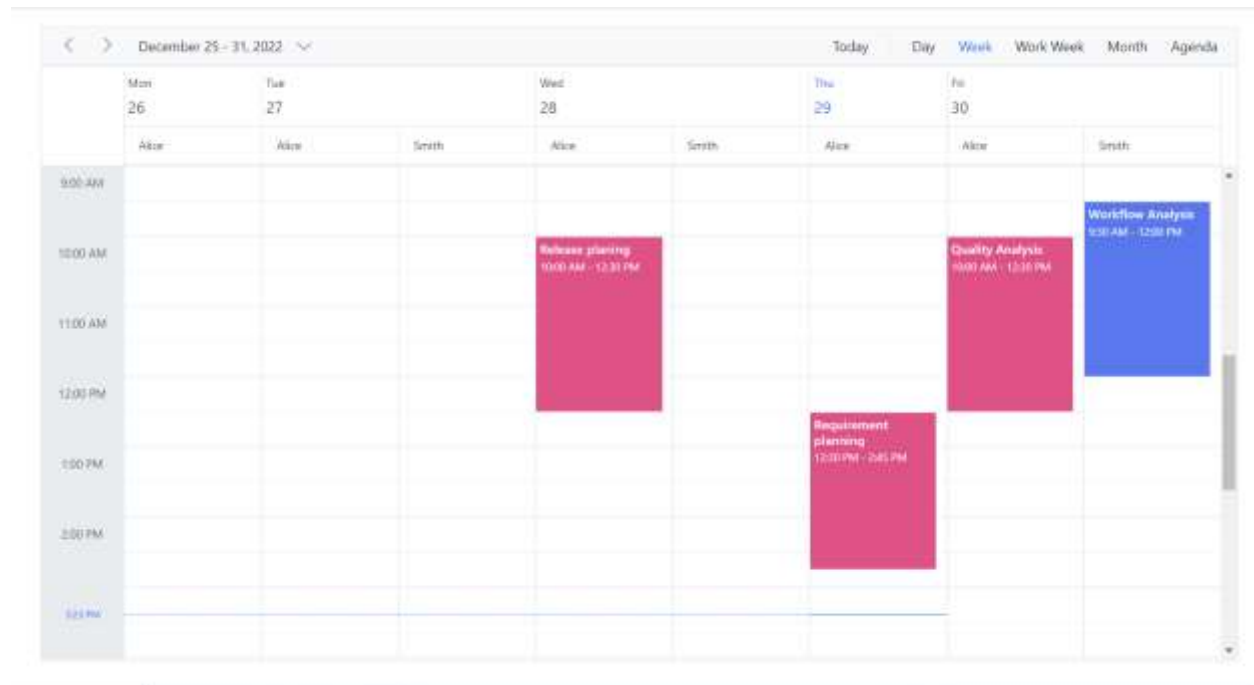 December 25 - 31, 2022
Today Day Week Work Week Month Agenda
Mon Tue Wed Thu Fri
26 27 28 29 30
Alice Alice Smith Alice Smith Alice Alice Smith
9:00 AM
Workflow Analysis
9:30 AM - 12:00 PM
10:00 AM
Release planing
10:00 AM - 12:30 PM
Quality Analysis
10:00 AM - 12:30 PM
11:00 AM
12:00 PM
Requirement
planning
PM - 2:45 PM
1:00 PM
2:00 PM
PM